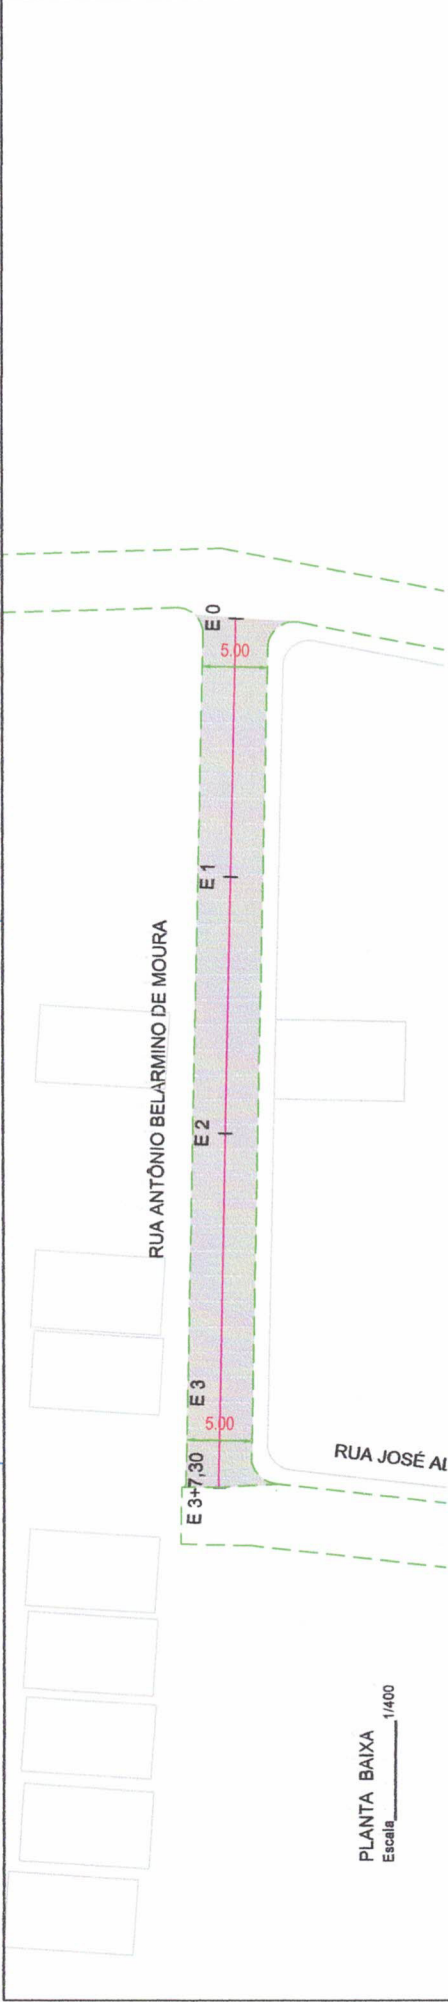 RUA ANTÔNIO BELARMINO DE MOURA
E 3+7,30
E 3
E 2
E 1
E 0
5.00
5.00
RUA JOSÉ
PLANTA BAIXA
Escala 1/400